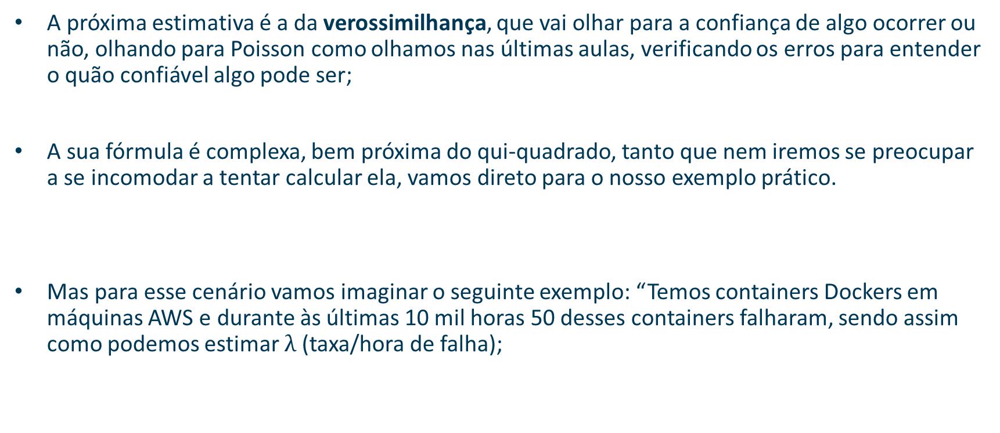 • A próxima estimativa é a da verossimilhança, que vai olhar para a confiança de algo ocorrer ou
não, olhando para Poisson como olhamos nas últimas aulas, verificando os erros para entender
o quão confiável algo pode ser;
• A sua fórmula é complexa, bem próxima do qui-quadrado, tanto que nem iremos se preocupar
a se incomodar a tentar calcular ela, vamos direto para o nosso exemplo prático.
• Mas para esse cenário vamos imaginar o seguinte exemplo: “Temos containers Dockers em
máquinas AWS e durante às últimas 10 mil horas 50 desses containers falharam, sendo assim
como podemos estimar λ (taxa/hora de falha);